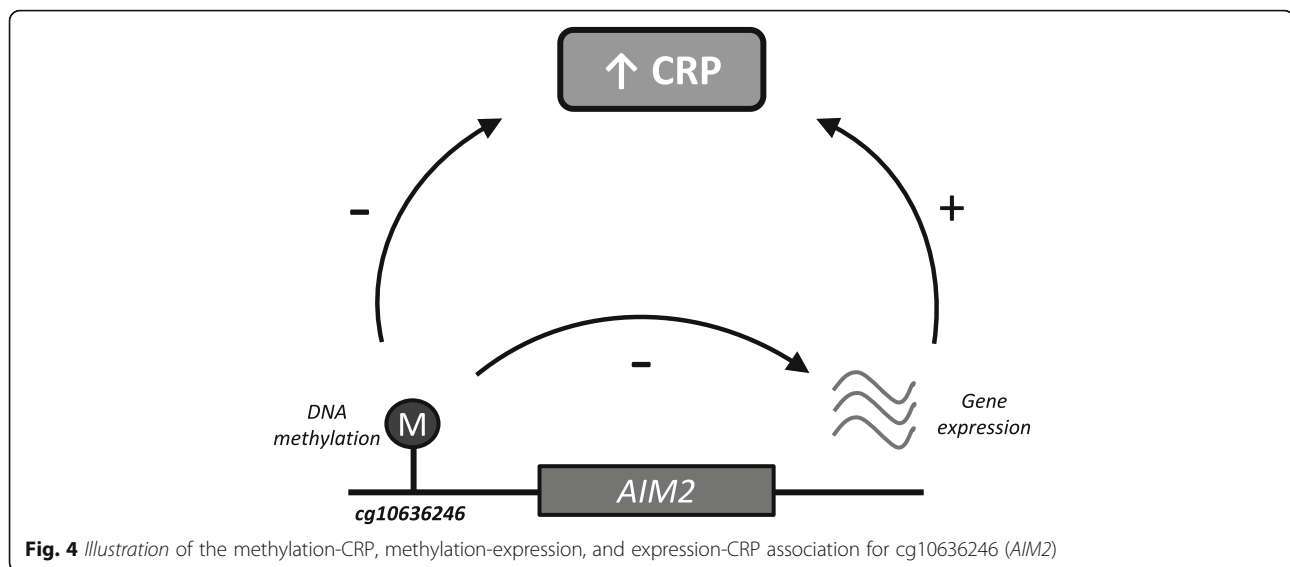 ↑ CRP
-
+
-
DNA
methylation
M
Gene
expression
AIM2
cg10636246
Fig. 4 Illustration of the methylation-CRP, methylation-expression, and expression-CRP association for cg10636246 (AIM2)